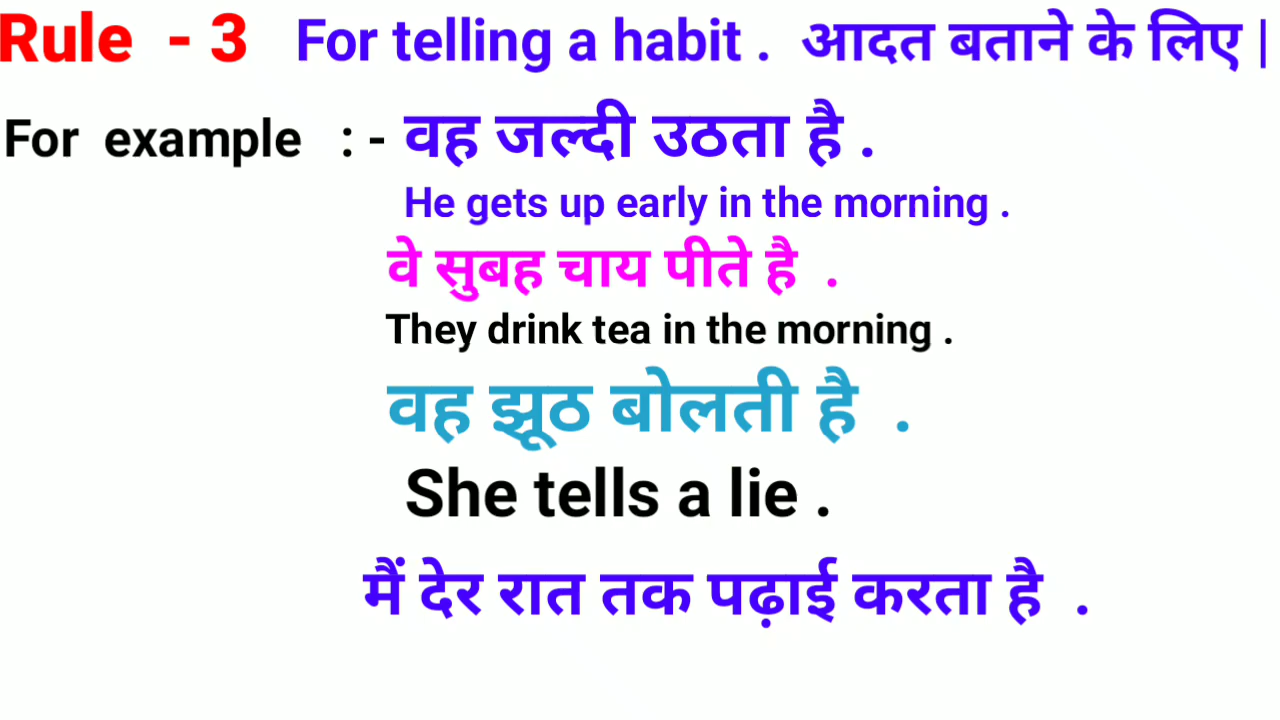 Rule - 3 For telling a habit . आदत बताने के लिए |
For example : - वह जल्दी उठता है .
He gets up early in the morning .
वे सुबह चाय पीते है .
They drink tea in the morning .
वह झूठ बोलती है .
She tells a lie .
मैं देर रात तक पढ़ाई करता है .